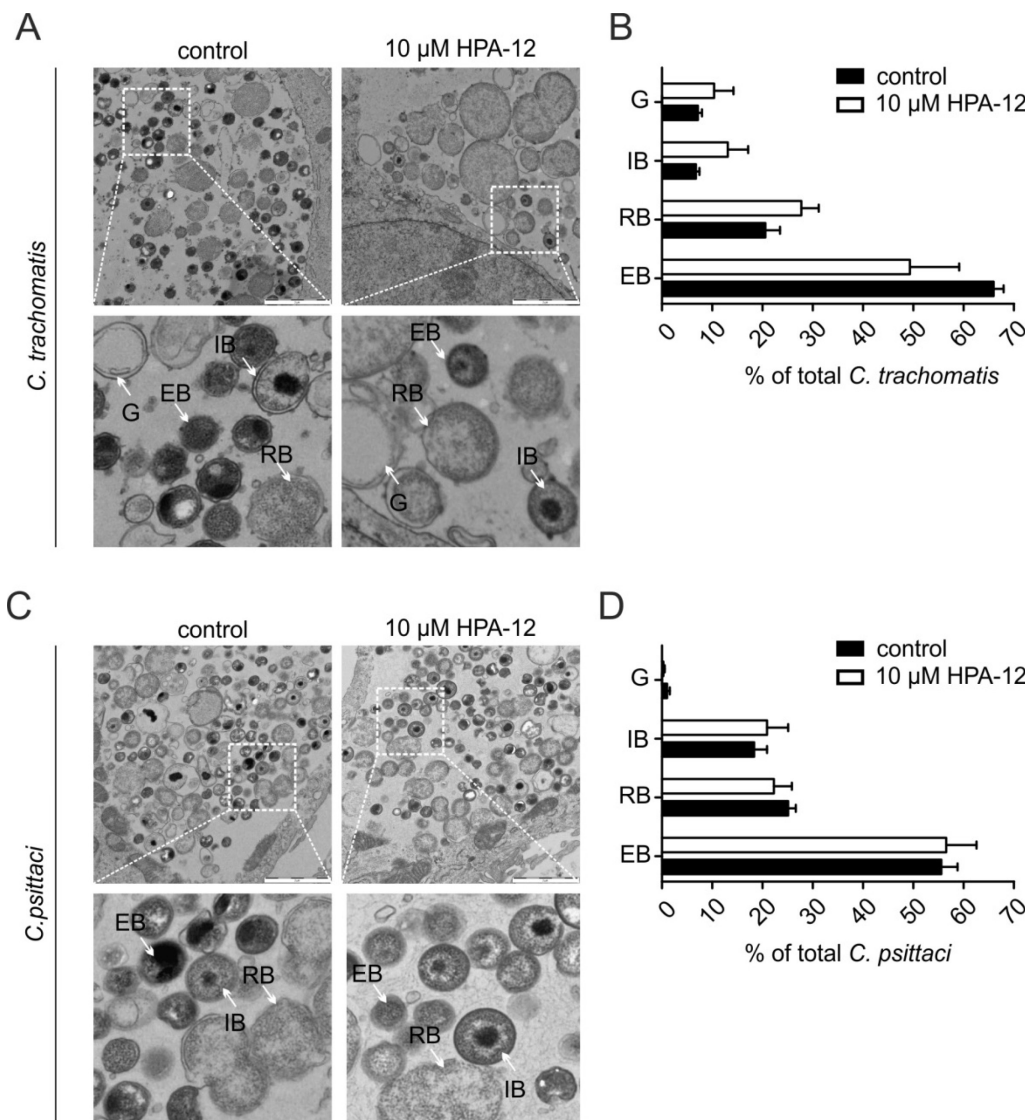 A
control
10 µM HPA-12
C. trachomatis
IB
EB
G
RB
EB
RB
IB
G
B
control
10 µM HPA-12
G
IB
RB
EB
0 10 20 30 40 50 60 70
% of total C. trachomatis
C
control
10 µM HPA-12
C.psittaci
EB
RB
IB
EB
RB
IB
D
control
10 µM HPA-12
G
IB
RB
EB
0 10 20 30 40 50 60 70
% of total C. psittaci